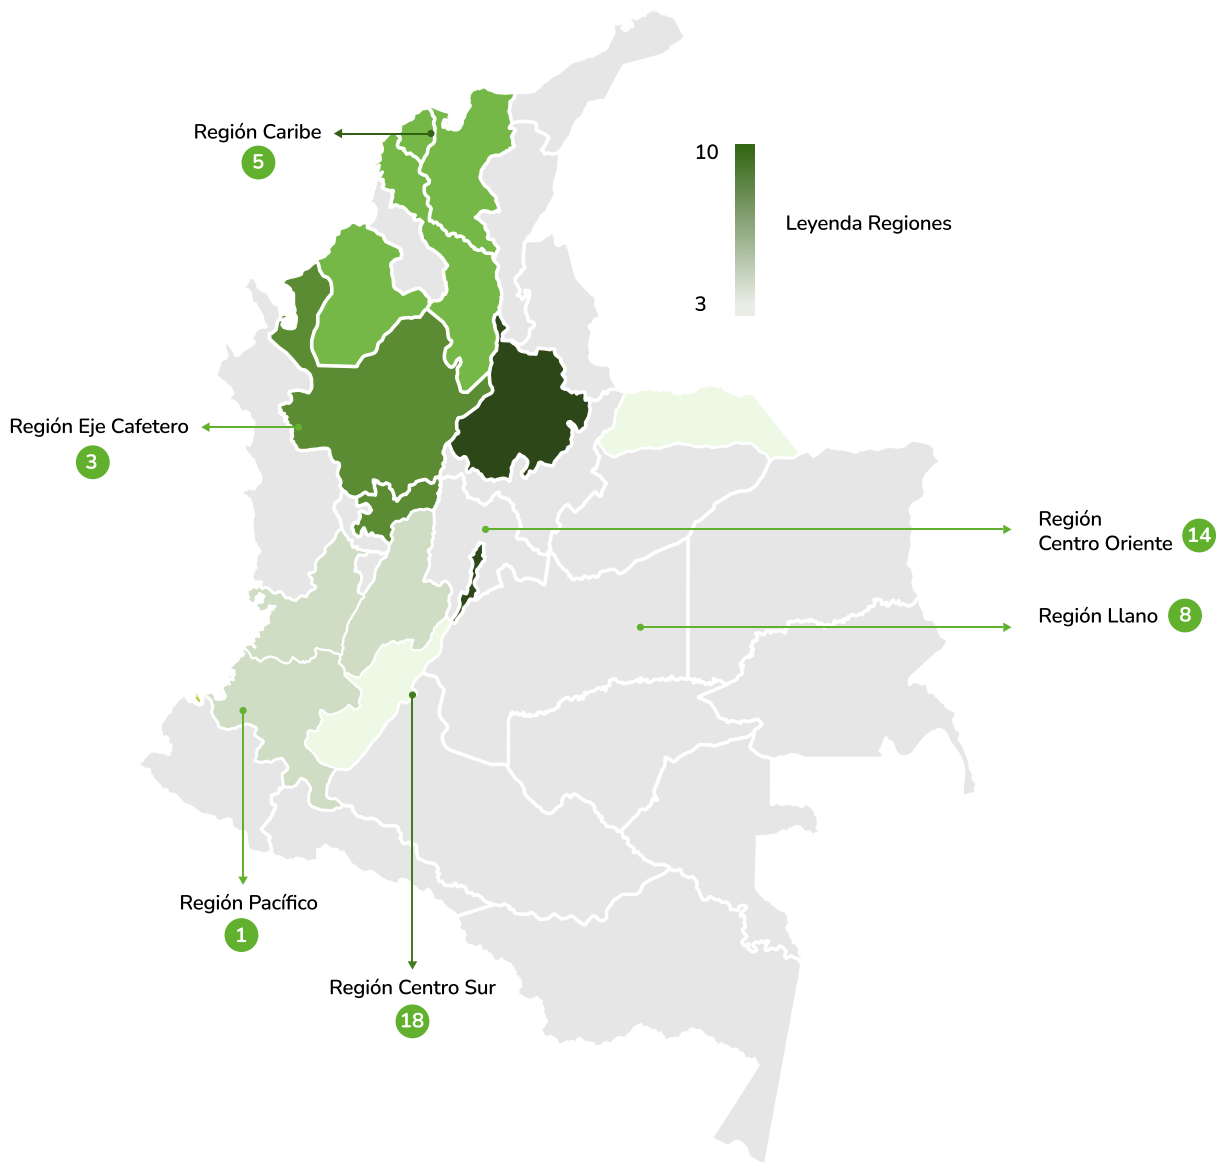 Región Caribe
5
10
Leyenda Regiones
3
Región Eje Cafetero
3
Región
Centro Oriente
14
Región Llano
8
Región Pacífico
1
Región Centro Sur
18